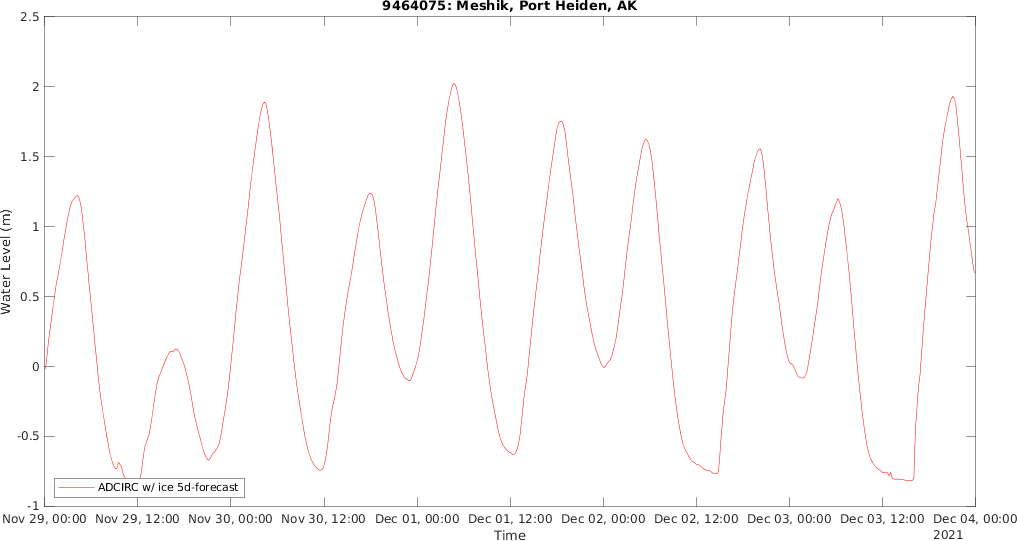 9464075: Meshik, Port Heiden, AK
Water Level (m)
2.5
2
1.5
1
0.5
0
-0.5
-1
ADCIRC w/ ice 5d-forecast
Nov 29, 00:00 Nov 29, 12:00 Nov 30, 00:00 Nov 30, 12:00 Dec 01, 00:00 Dec 01, 12:00 Dec 02, 00:00 Dec 02, 12:00 Dec 03, 00:00 Dec 03, 12:00 Dec 04, 00:00
Time
2021